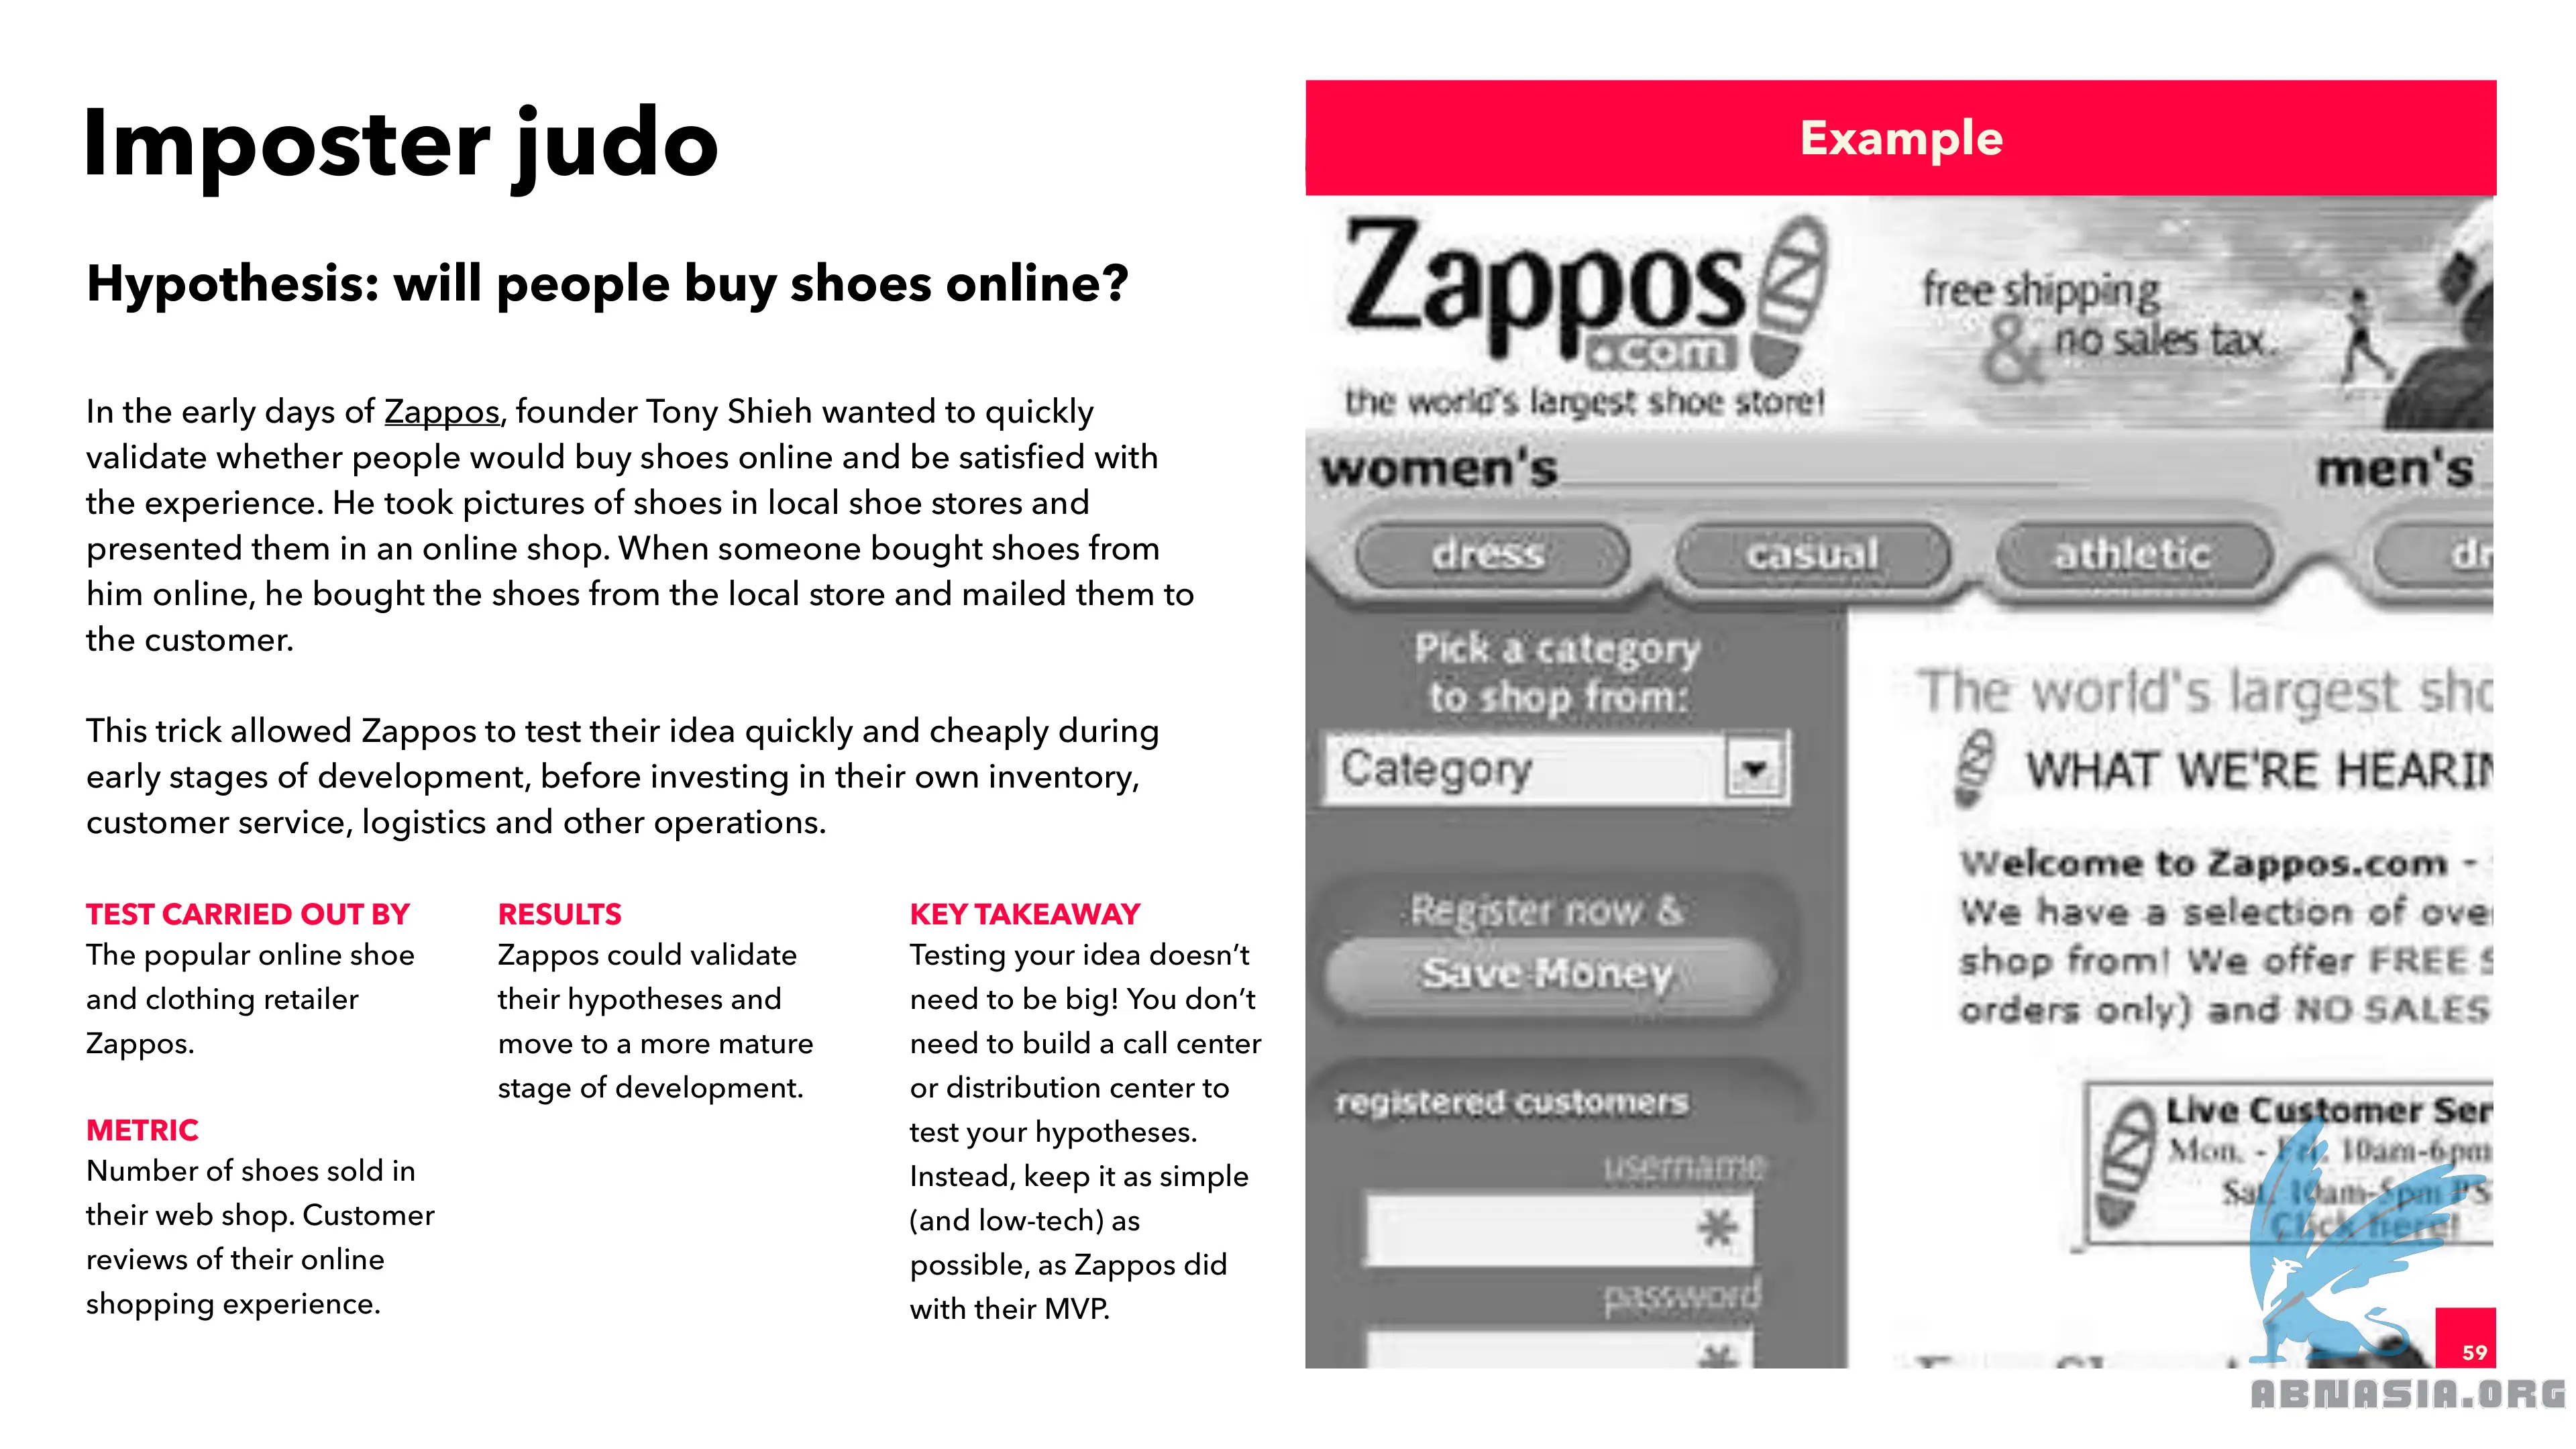 Imposter judo
Hypothesis: will people buy shoes online?
In the early days of Zappos, founder Tony Shieh wanted to quickly
validate whether people would buy shoes online and be satisfied with
the experience. He took pictures of shoes in local shoe stores and
presented them in an online shop. When someone bought shoes from
him online, he bought the shoes from the local store and mailed them to
the customer.
This trick allowed Zappos to test their idea quickly and cheaply during
early stages of development, before investing in their own inventory,
customer service, logistics and other operations.
TEST CARRIED OUT BY
The popular online shoe
and clothing retailer
Zappos.
METRIC
Number of shoes sold in
their web shop. Customer
reviews of their online
shopping experience.
RESULTS
Zappos could validate
their hypotheses and
move to a more mature
stage of development.
KEY TAKEAWAY
Testing your idea doesn’t
need to be big! You don’t
need to build a call center
or distribution center to
test your hypotheses.
Instead, keep it as simple
(and low-tech) as
possible, as Zappos did
with their MVP.
Example
Zappos
.com
the world's largest shoe store!
free shipping
& no sales tax.
women's
men's
dress
casual
athletic
dr
Pick a category
to shop from:
Category
Register now &
Save Money
registered customers
username
*
password
*
The world's largest sho
WHAT WE'RE HEARIN
Welcome to Zappos.com -
We have a selection of ove
shop from! We offer FREE S
orders only) and NO SALES
Live Customer Ser
Mon. - Fri. 10am-6pm
Sat. 10am-5pm PS
Click here!
59
ABNASIA.ORG